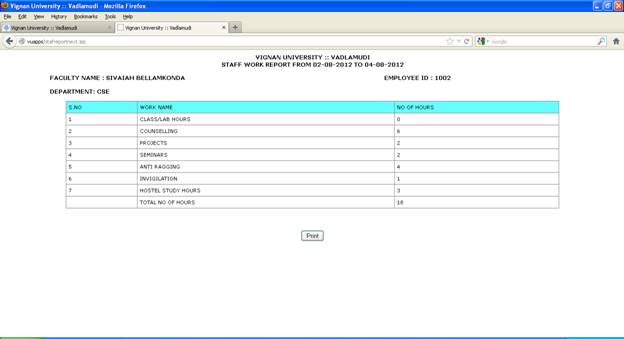 Vignan University :: Vadlamudi - Mozilla Firefox
File Edit View History Bookmarks Tools Help
Vignan University :: Vadlamudi Vignan University :: Vadlamudi
Google
VIGNAN UNIVERSITY :: VADLAMUDI
STAFF WORK REPORT FROM 02-08-2012 TO 04-08-2012
FACULTY NAME : SIVAIAH BELLAMKONDA EMPLOYEE ID : 1002
DEPARTMENT: CSE
S.NO WORK NAME NO OF HOURS
1 CLASS/LAB HOURS 0
2 COUNSELLING 6
3 PROJECTS 2
4 SEMINARS 2
5 ANTI RAGGING 4
6 INVIGILATION 1
7 HOSTEL STUDY HOURS 3
TOTAL NO OF HOURS 18
Print